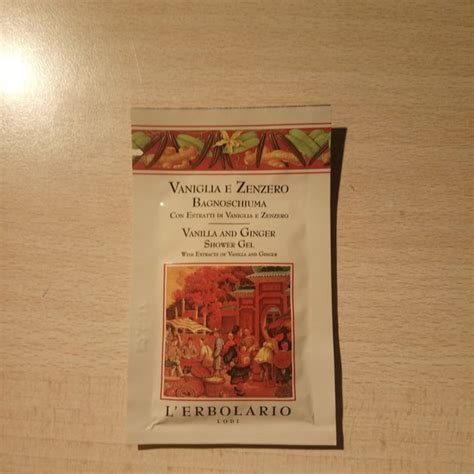 VANIGLIA E ZENZERO
BAGNOSCHIUMA
CON ESTRATTI DI VANIGLIA E ZENZERO
VANILLA AND GINGER
SHOWER GEL
WITH EXTRACTS OF VANILLA AND GINGER
L'ERBOLARIO
LODI